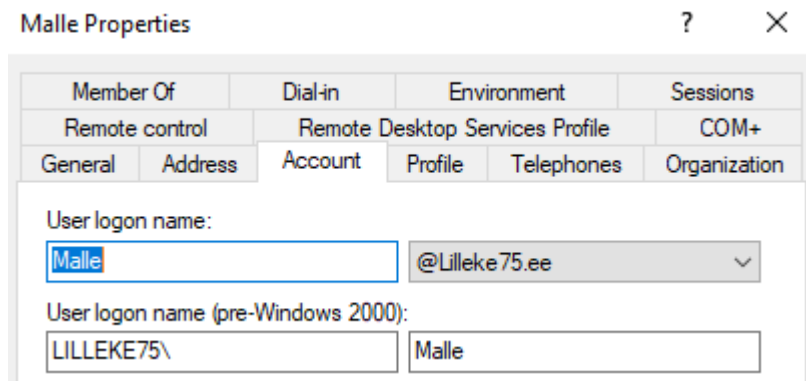 Malle Properties ? ×
Member Of Dial-in Environment Sessions
Remote control Remote Desktop Services Profile COM+
General Address Account Profile Telephones Organization
User logon name:
Malle @Lilleke75.ee
User logon name (pre-Windows 2000):
LILLEKE75\ Malle